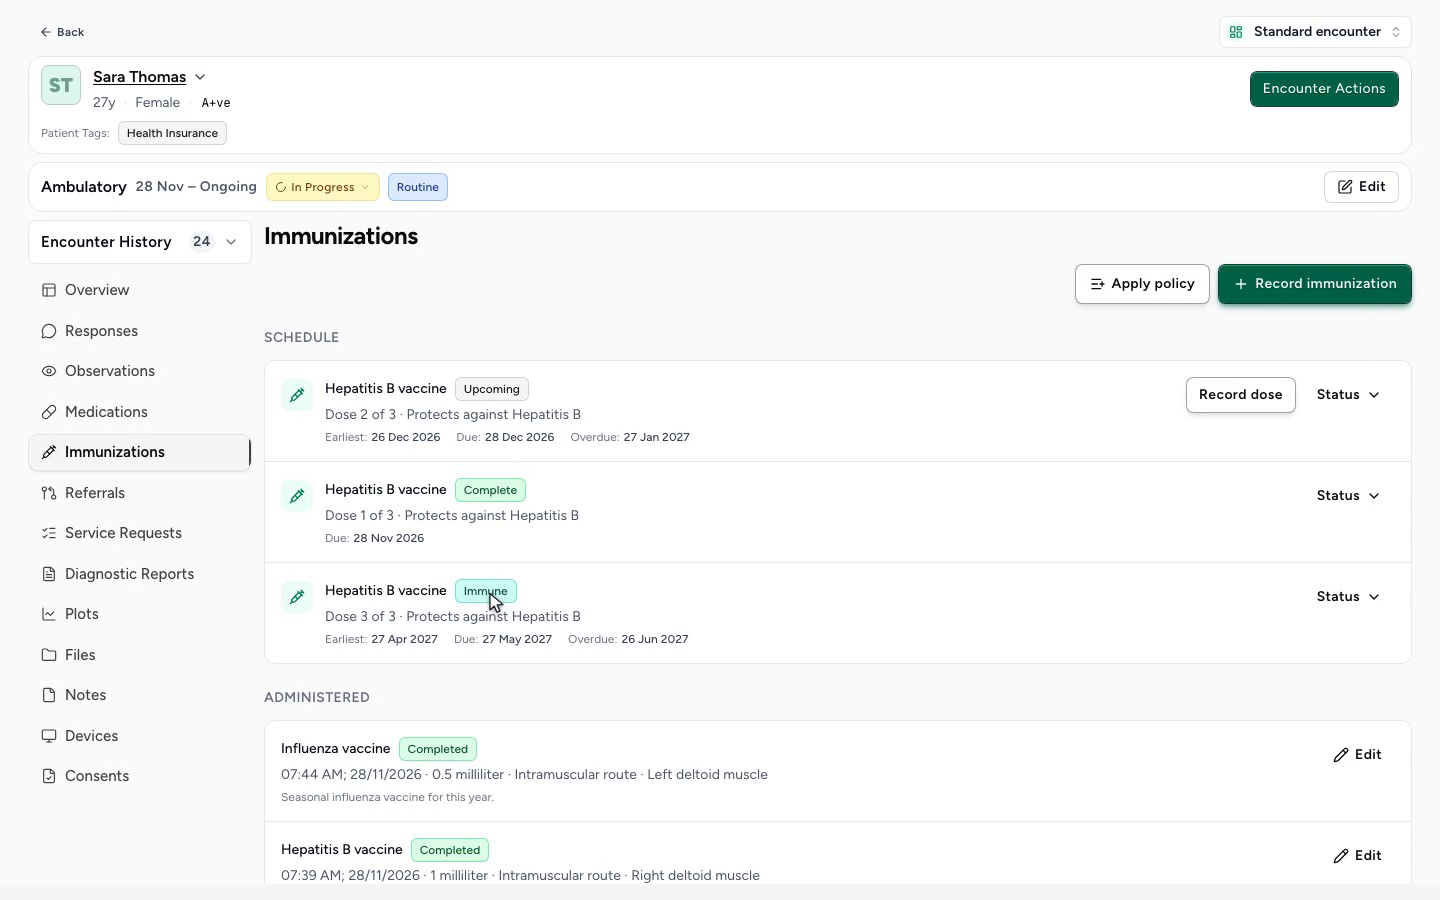 Back
Standard encounter
ST
Sara Thomas
27y · Female · A+ve
Encounter Actions
Patient Tags: Health Insurance
Ambulatory 28 Nov – Ongoing In Progress Routine
Edit
Encounter History 24
Overview
Responses
Observations
Medications
Immunizations
Referrals
Service Requests
Diagnostic Reports
Plots
Files
Notes
Devices
Consents
Immunizations
Apply policy
Record immunization
SCHEDULE
Hepatitis B vaccine Upcoming
Dose 2 of 3 · Protects against Hepatitis B
Earliest: 26 Dec 2026 Due: 28 Dec 2026 Overdue: 27 Jan 2027
Record dose
Status
Hepatitis B vaccine Complete
Dose 1 of 3 · Protects against Hepatitis B
Due: 28 Nov 2026
Status
Hepatitis B vaccine Immune
Dose 3 of 3 · Protects against Hepatitis B
Earliest: 27 Apr 2027 Due: 27 May 2027 Overdue: 26 Jun 2027
Status
ADMINISTERED
Influenza vaccine Completed
07:44 AM; 28/11/2026 · 0.5 milliliter · Intramuscular route · Left deltoid muscle
Seasonal influenza vaccine for this year.
Edit
Hepatitis B vaccine Completed
07:39 AM; 28/11/2026 · 1 milliliter · Intramuscular route · Right deltoid muscle
Edit